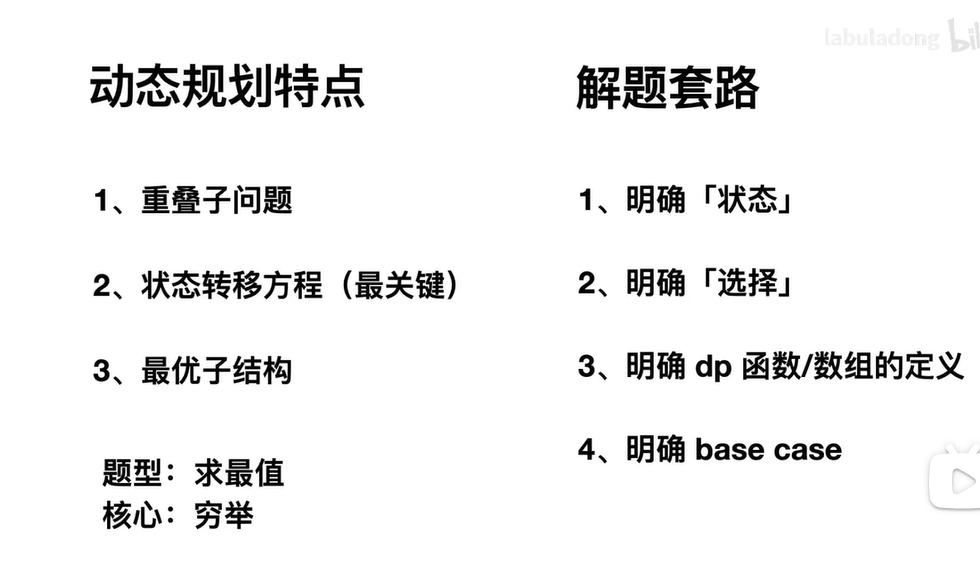 labuladong
动态规划特点
1、重叠子问题
2、状态转移方程（最关键）
3、最优子结构
题型：求最值
核心：穷举
解题套路
1、明确「状态」
2、明确「选择」
3、明确 dp 函数/数组的定义
4、明确 base case